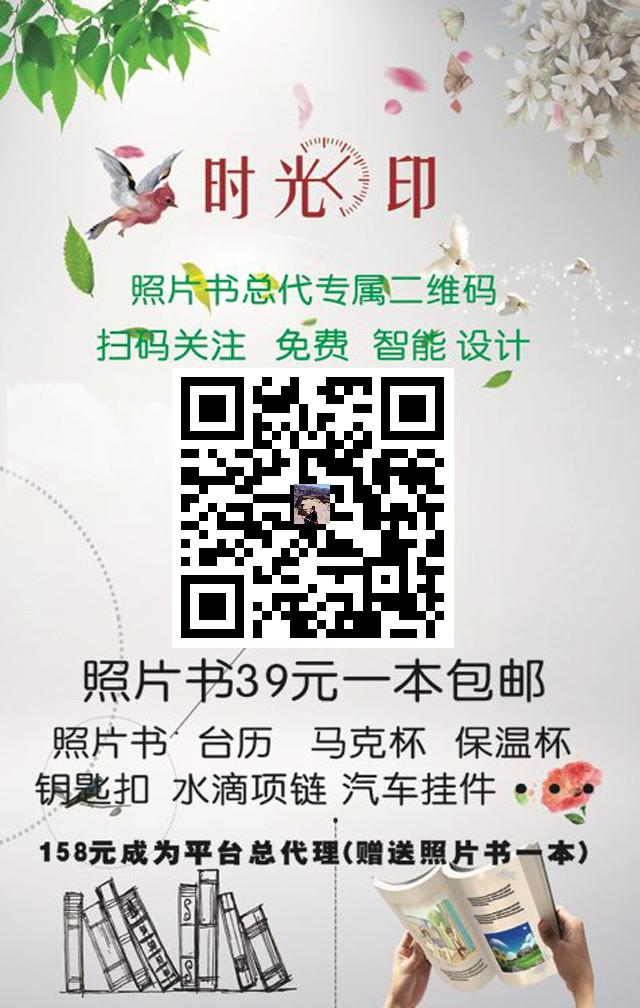 时光印
照片书总代专属二维码
扫码关注 免费 智能 设计
照片书39元一本包邮
照片书 台历 马克杯 保温杯
钥匙扣 水滴项链 汽车挂件
158元成为平台总代理(赠送照片书一本)